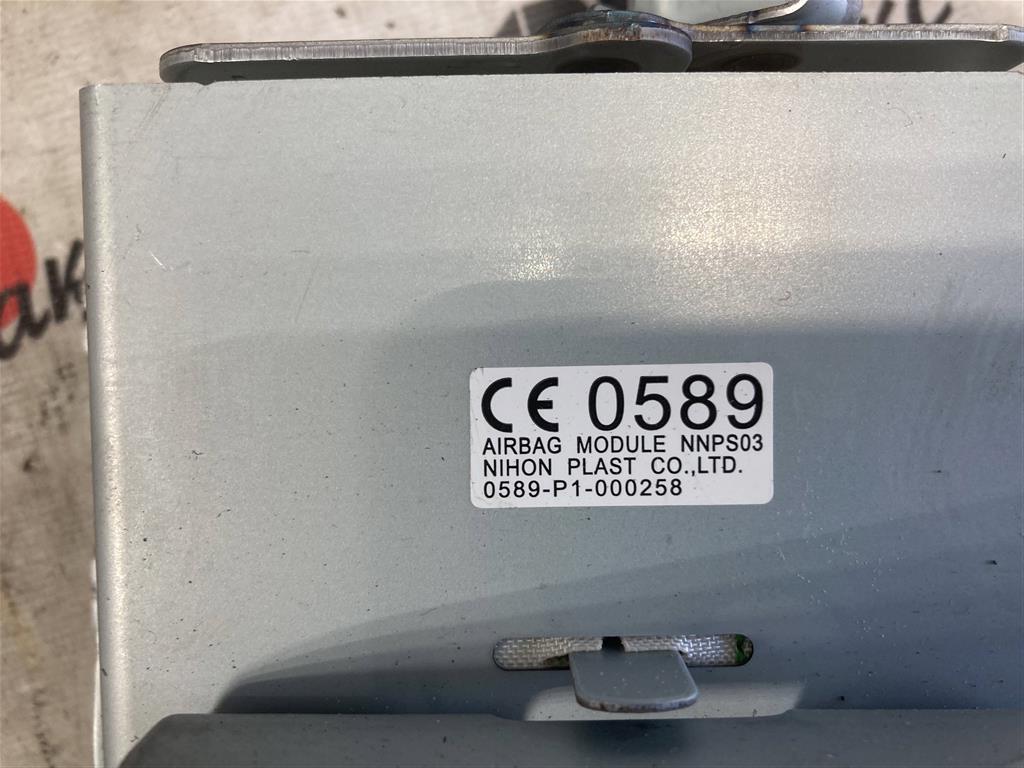 CE 0589
AIRBAG MODULE NNPS03
NIHON PLAST CO.,LTD.
0589-P1-000258